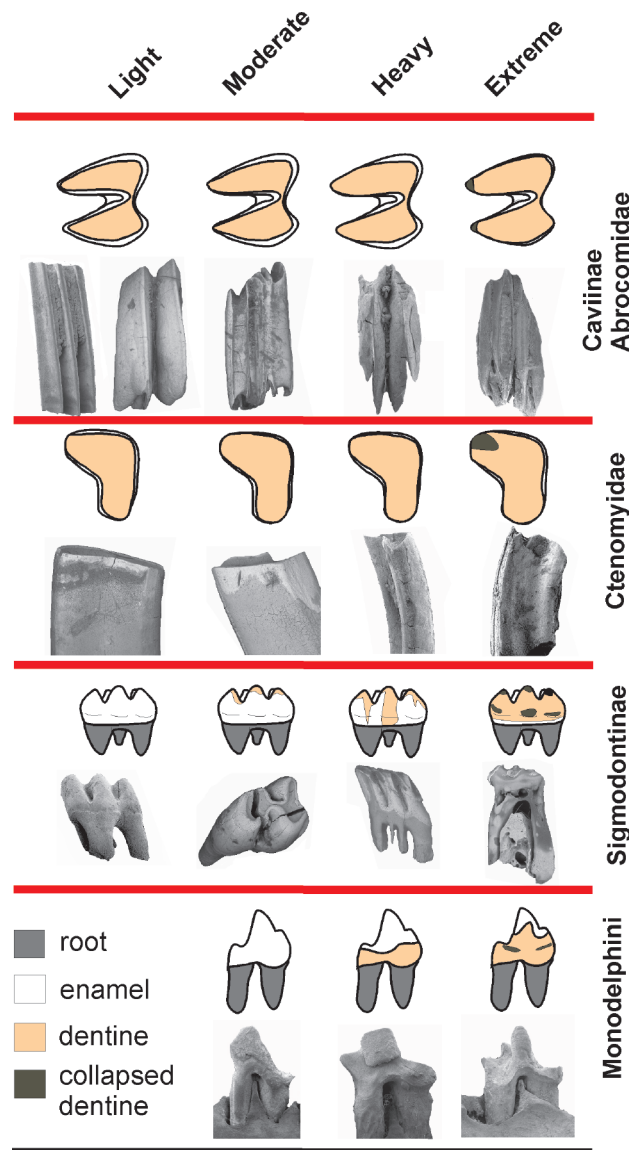 Light
Moderate
Heavy
Extreme
Caviinae
Abrocomidae
Ctenomyidae
Sigmodontinae
Monodelphini
root
enamel
dentine
collapsed
dentine